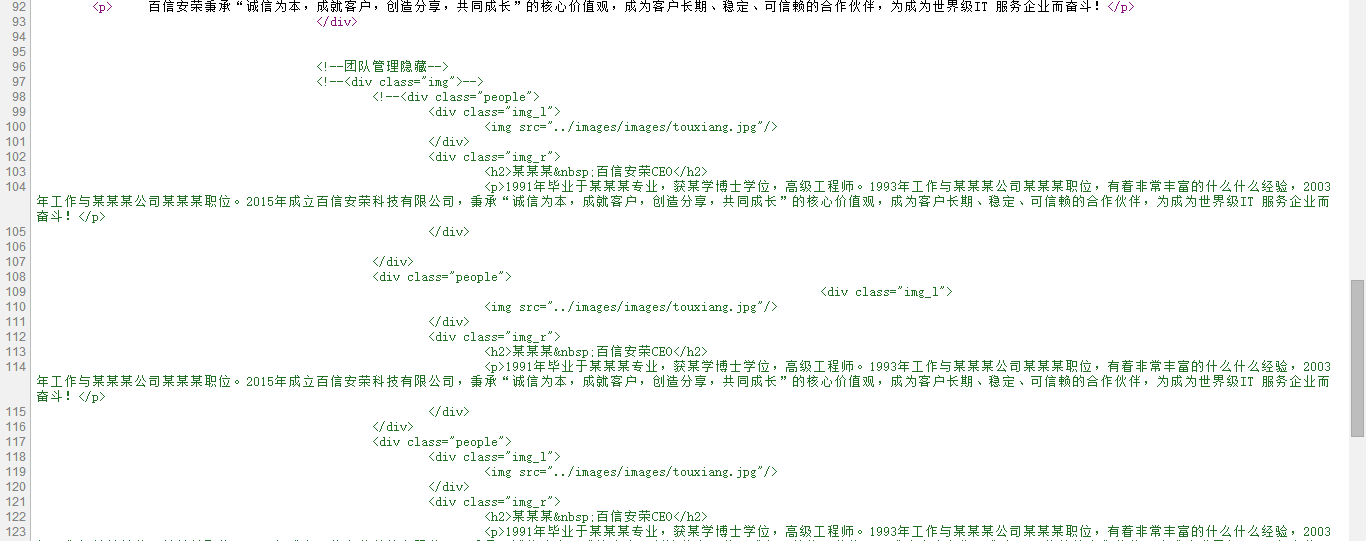 92 <p> 百信安荣秉承“诚信为本，成就客户，创造分享，共同成长”的核心价值观，成为客户长期、稳定、可信赖的合作伙伴，为成为世界级IT 服务企业而奋斗！</p>
93 </div>
94
95
96 <!--团队管理隐藏-->
97 <!--<div class="img">-->
98 <!--<div class="people">
99 <div class="img_l">
100 <img src="../images/images/touxiang.jpg"/>
101 </div>
102 <div class="img_r">
103 <h2>某某某&nbsp;百信安荣CEO</h2>
104 <p>1991年毕业于某某某专业，获某学博士学位，高级工程师。1993年工作与某某某公司某某某职位，有着非常丰富的什么什么经验，2003
年工作与某某某公司某某某职位。2015年成立百信安荣科技有限公司，秉承“诚信为本，成就客户，创造分享，共同成长”的核心价值观，成为客户长期、稳定、可信赖的合作伙伴，为成为世界级IT 服务企业而
奋斗！</p>
105 </div>
106
107 </div>
108 <div class="people">
109 <div class="img_l">
110 <img src="../images/images/touxiang.jpg"/>
111 </div>
112 <div class="img_r">
113 <h2>某某某&nbsp;百信安荣CEO</h2>
114 <p>1991年毕业于某某某专业，获某学博士学位，高级工程师。1993年工作与某某某公司某某某职位，有着非常丰富的什么什么经验，2003
年工作与某某某公司某某某职位。2015年成立百信安荣科技有限公司，秉承“诚信为本，成就客户，创造分享，共同成长”的核心价值观，成为客户长期、稳定、可信赖的合作伙伴，为成为世界级IT 服务企业而
奋斗！</p>
115 </div>
116 </div>
117 <div class="people">
118 <div class="img_l">
119 <img src="../images/images/touxiang.jpg"/>
120 </div>
121 <div class="img_r">
122 <h2>某某某&nbsp;百信安荣CEO</h2>
123 <p>1991年毕业于某某某专业，获某学博士学位，高级工程师。1993年工作与某某某公司某某某职位，有着非常丰富的什么什么经验，2003